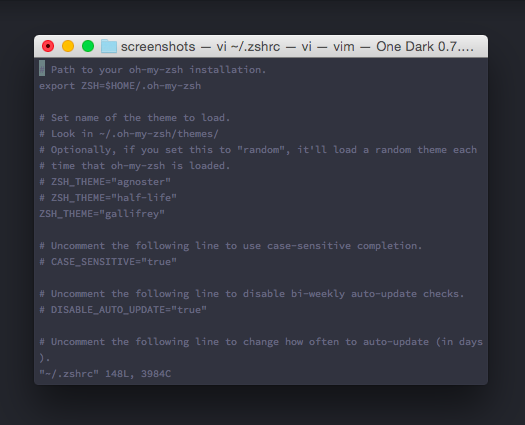 screenshots — vi ~/.zshrc — vi — vim — One Dark 0.7....
Path to your oh-my-zsh installation.
export ZSH=$HOME/.oh-my-zsh
# Set name of the theme to load.
# Look in ~/.oh-my-zsh/themes/
# Optionally, if you set this to "random", it'll load a random theme each
# time that oh-my-zsh is loaded.
# ZSH_THEME="agnoster"
# ZSH_THEME="half-life"
ZSH_THEME="gallifrey"
# Uncomment the following line to use case-sensitive completion.
# CASE_SENSITIVE="true"
# Uncomment the following line to disable bi-weekly auto-update checks.
# DISABLE_AUTO_UPDATE="true"
# Uncomment the following line to change how often to auto-update (in days
).
"~/.zshrc" 148L, 3984C